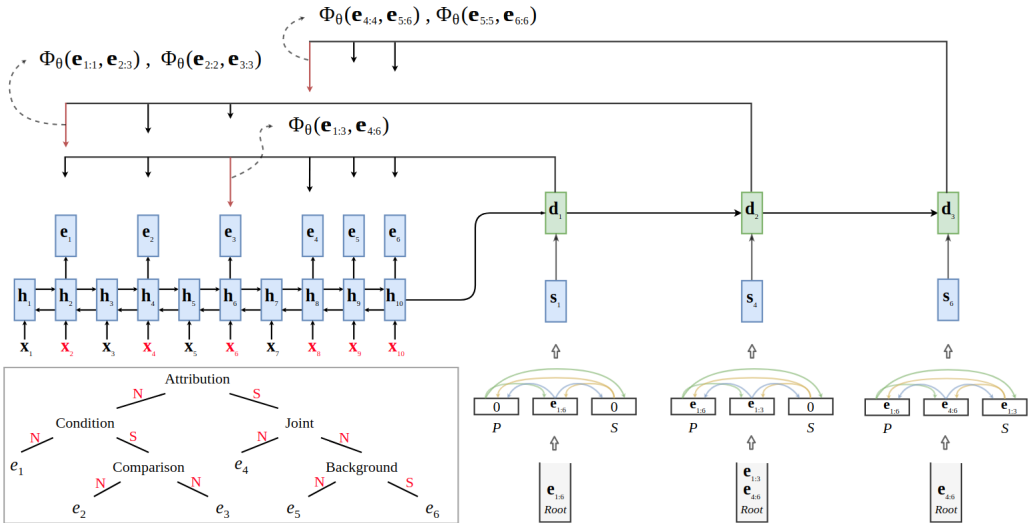 Φθ(e4:4, e5:6) , Φθ(e5:5, e6:6)
Φθ(e1:1, e2:3) , Φθ(e2:2, e3:3)
Φθ(e1:3, e4:6)
d1 d2 d3
e1 e2 e3 e4 e5 e6
h1 h2 h3 h4 h5 h6 h7 h8 h9 h10
s1 s4 s6
x1 x2 x3 x4 x5 x6 x7 x8 x9 x10
Attribution
N S
Condition Joint
N S N N
e1 Comparison e4 Background
N N N S
e2 e3 e5 e6
0 e1:6 0
P S
e1:6 e1:3 0
P S
e1:6 e4:6 e1:3
P S
e1:6
Root
e1:3
e4:6
Root
e4:6
Root